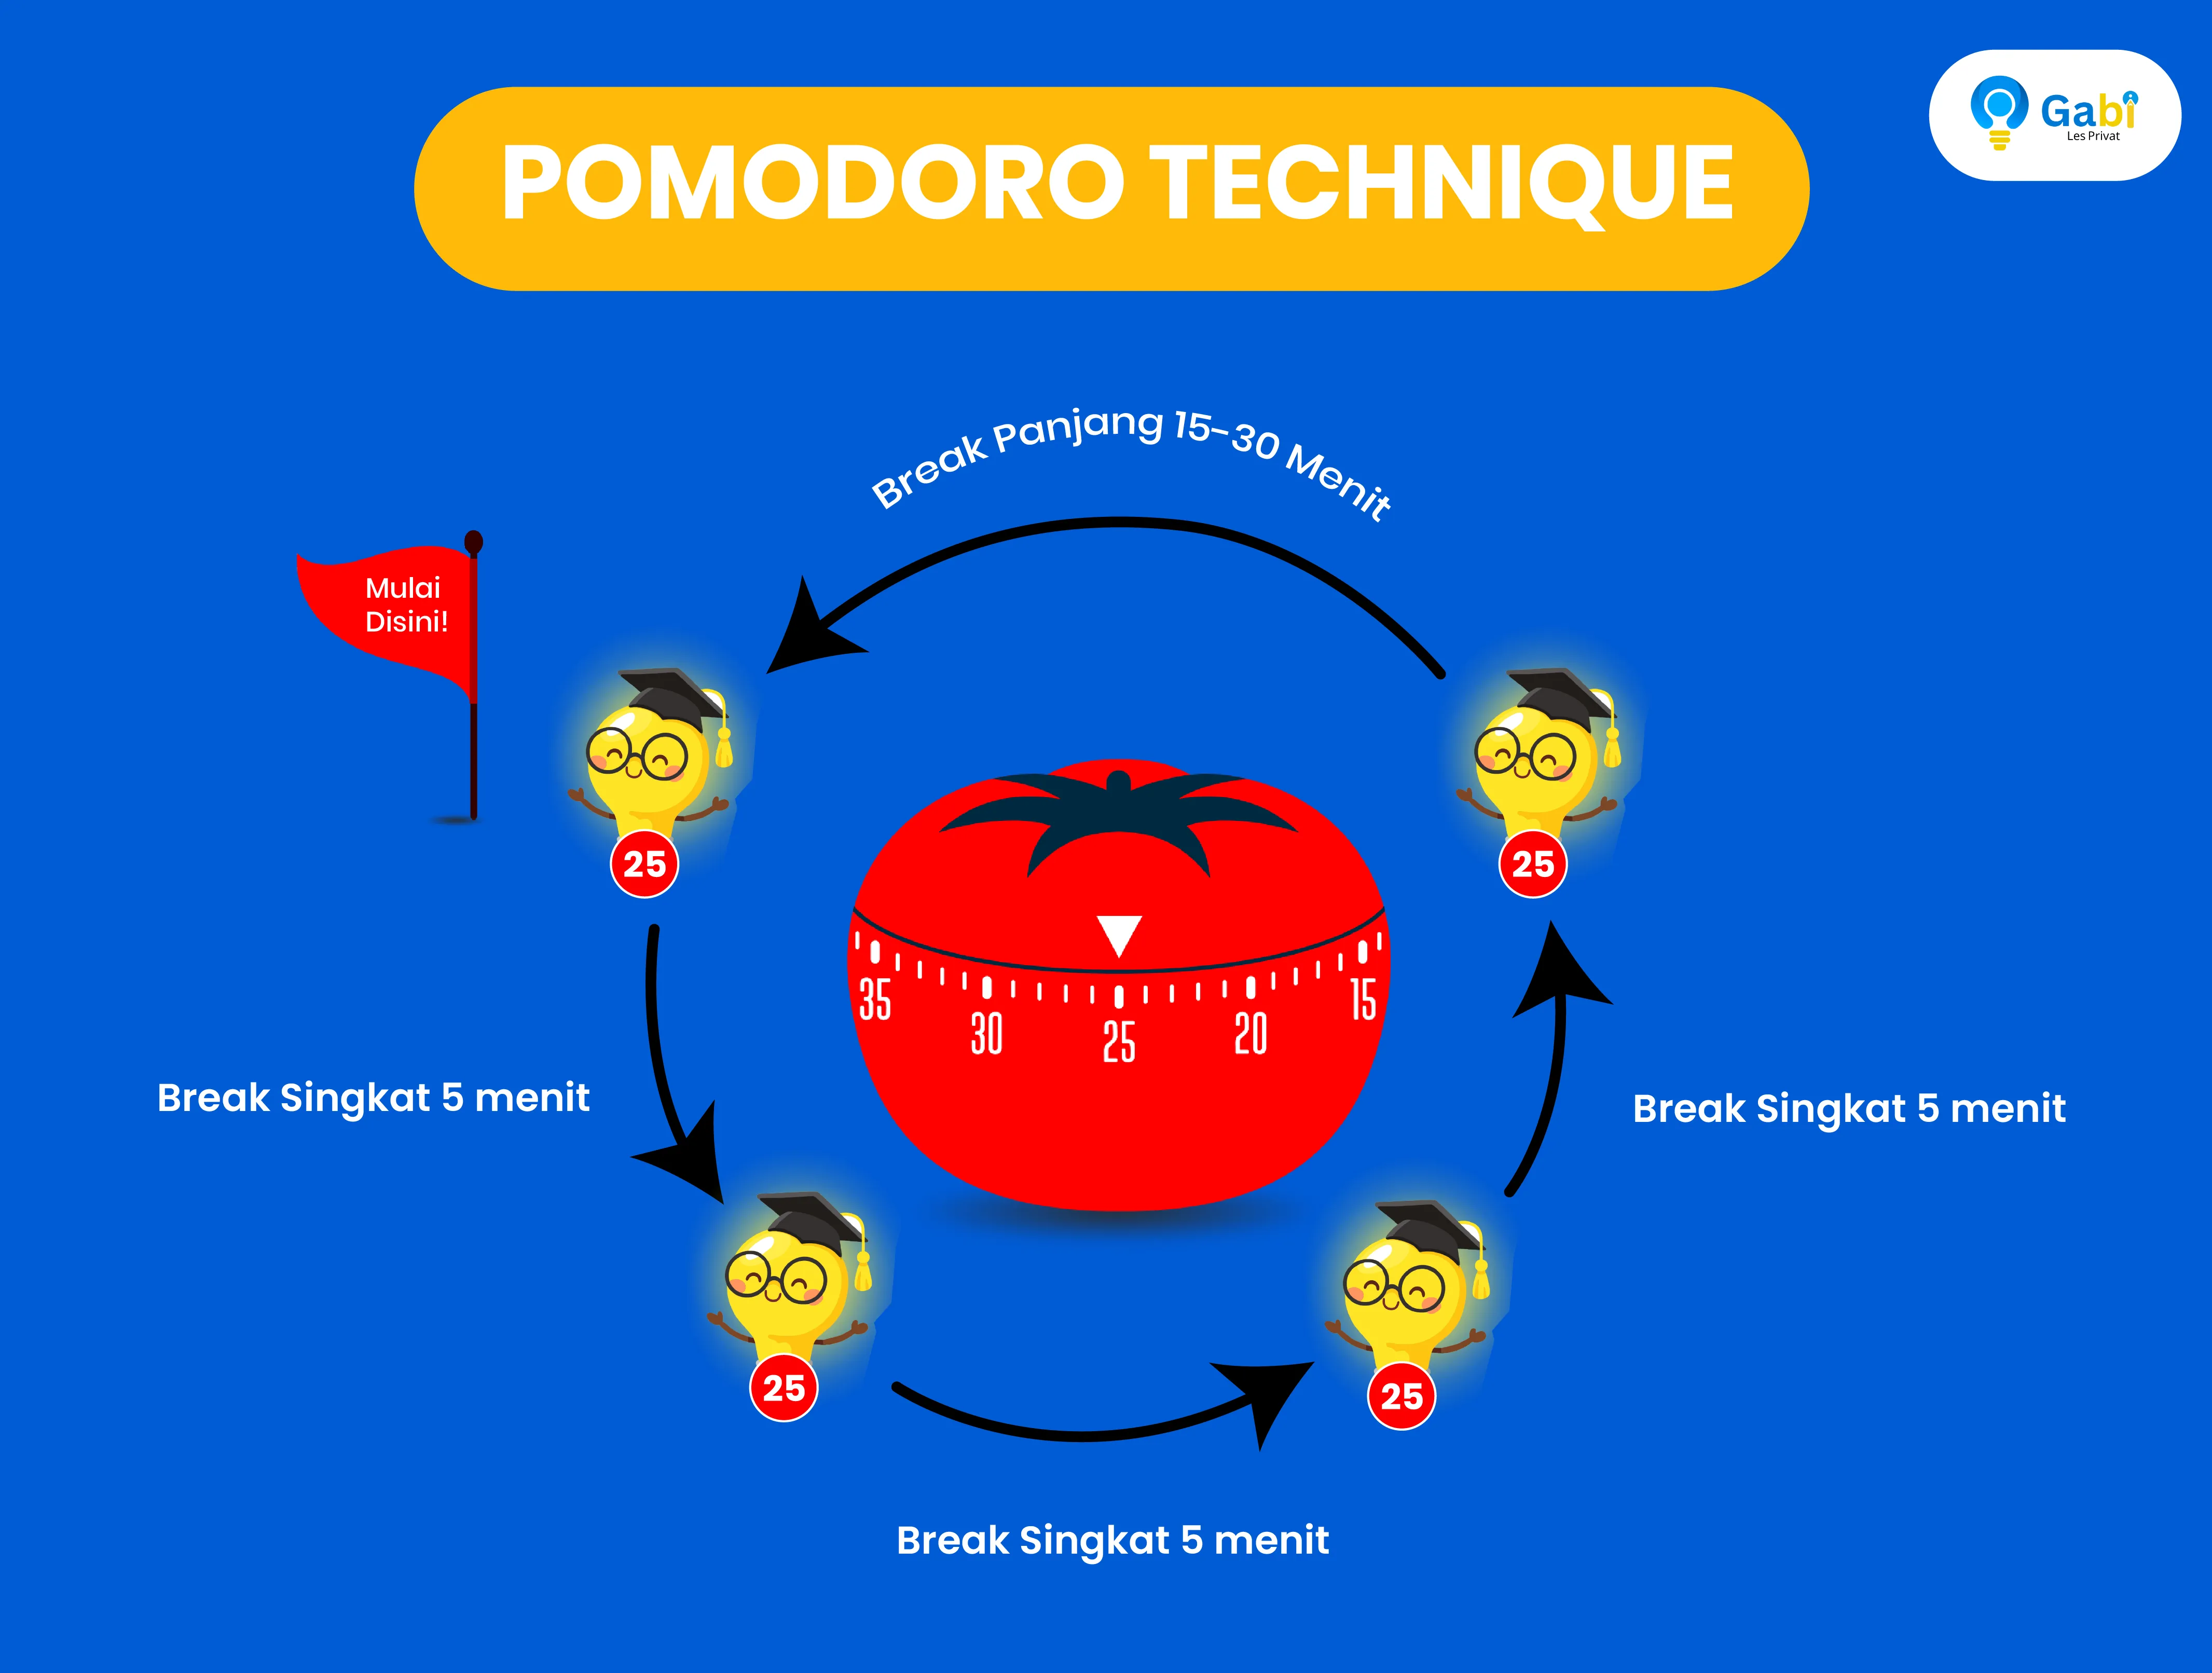 POMODORO TECHNIQUE
Gabi
Les Privat
Break Panjang 15-30 Menit
Mulai
Disini!
25
25
35
30
25
20
15
Break Singkat 5 menit
Break Singkat 5 menit
25
25
Break Singkat 5 menit